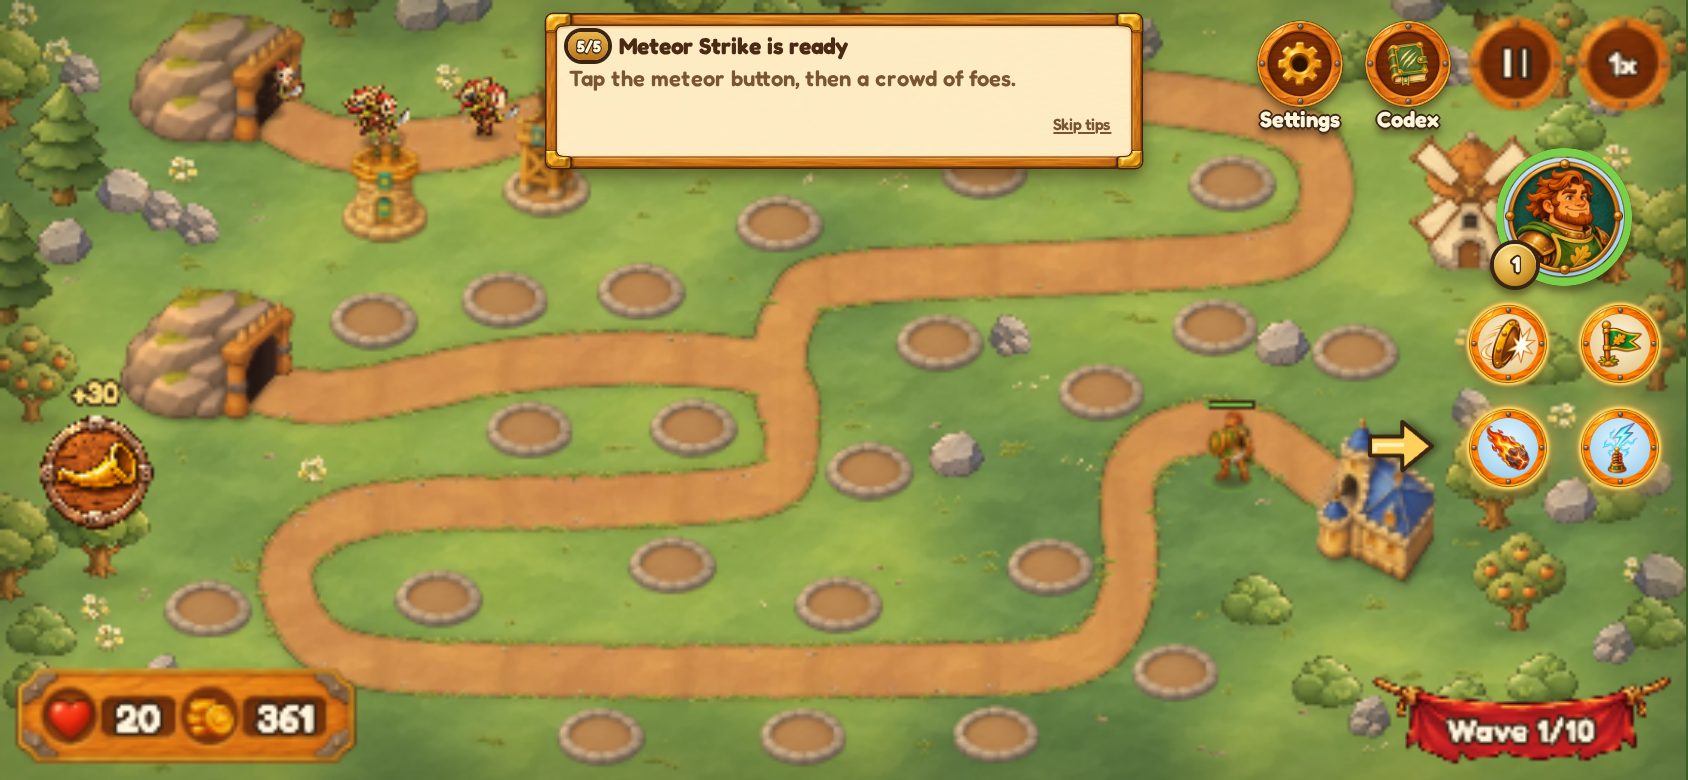 5/5 Meteor Strike is ready
Tap the meteor button, then a crowd of foes.
Skip tips
1x
Settings
Codex
1
+30
20
361
Wave 1/10